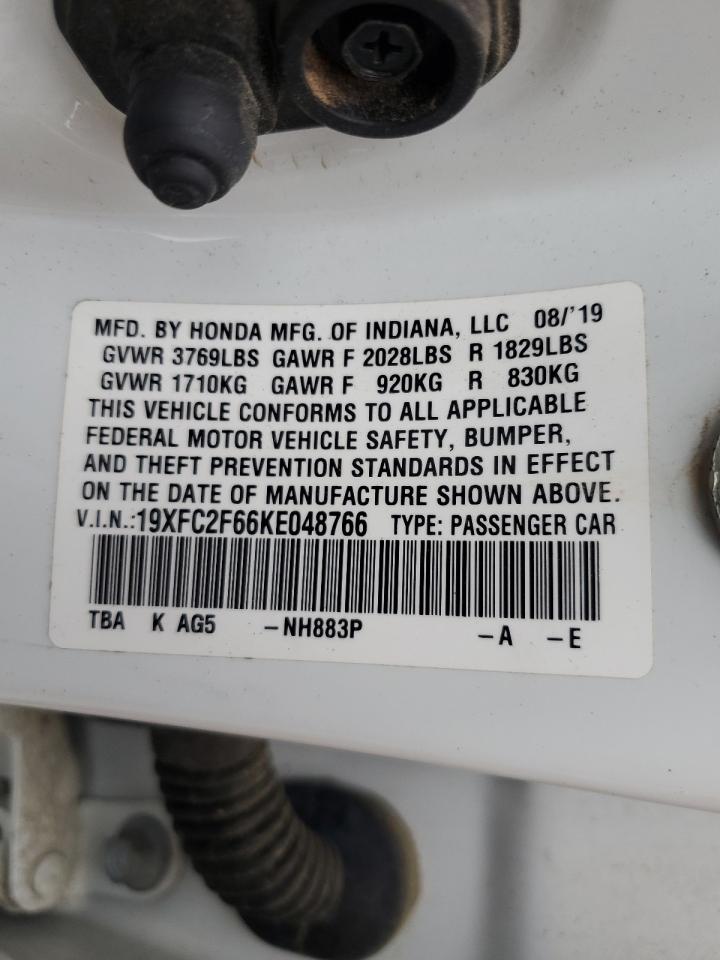 MFD. BY HONDA MFG. OF INDIANA, LLC 08/'19
GVWR 3769LBS GAWR F 2028LBS R 1829LBS
GVWR 1710KG GAWR F 920KG R 830KG
THIS VEHICLE CONFORMS TO ALL APPLICABLE
FEDERAL MOTOR VEHICLE SAFETY, BUMPER,
AND THEFT PREVENTION STANDARDS IN EFFECT
ON THE DATE OF MANUFACTURE SHOWN ABOVE.
V.I.N.:19XFC2F66KE048766 TYPE: PASSENGER CAR
TBA K AG5 -NH883P -A -E